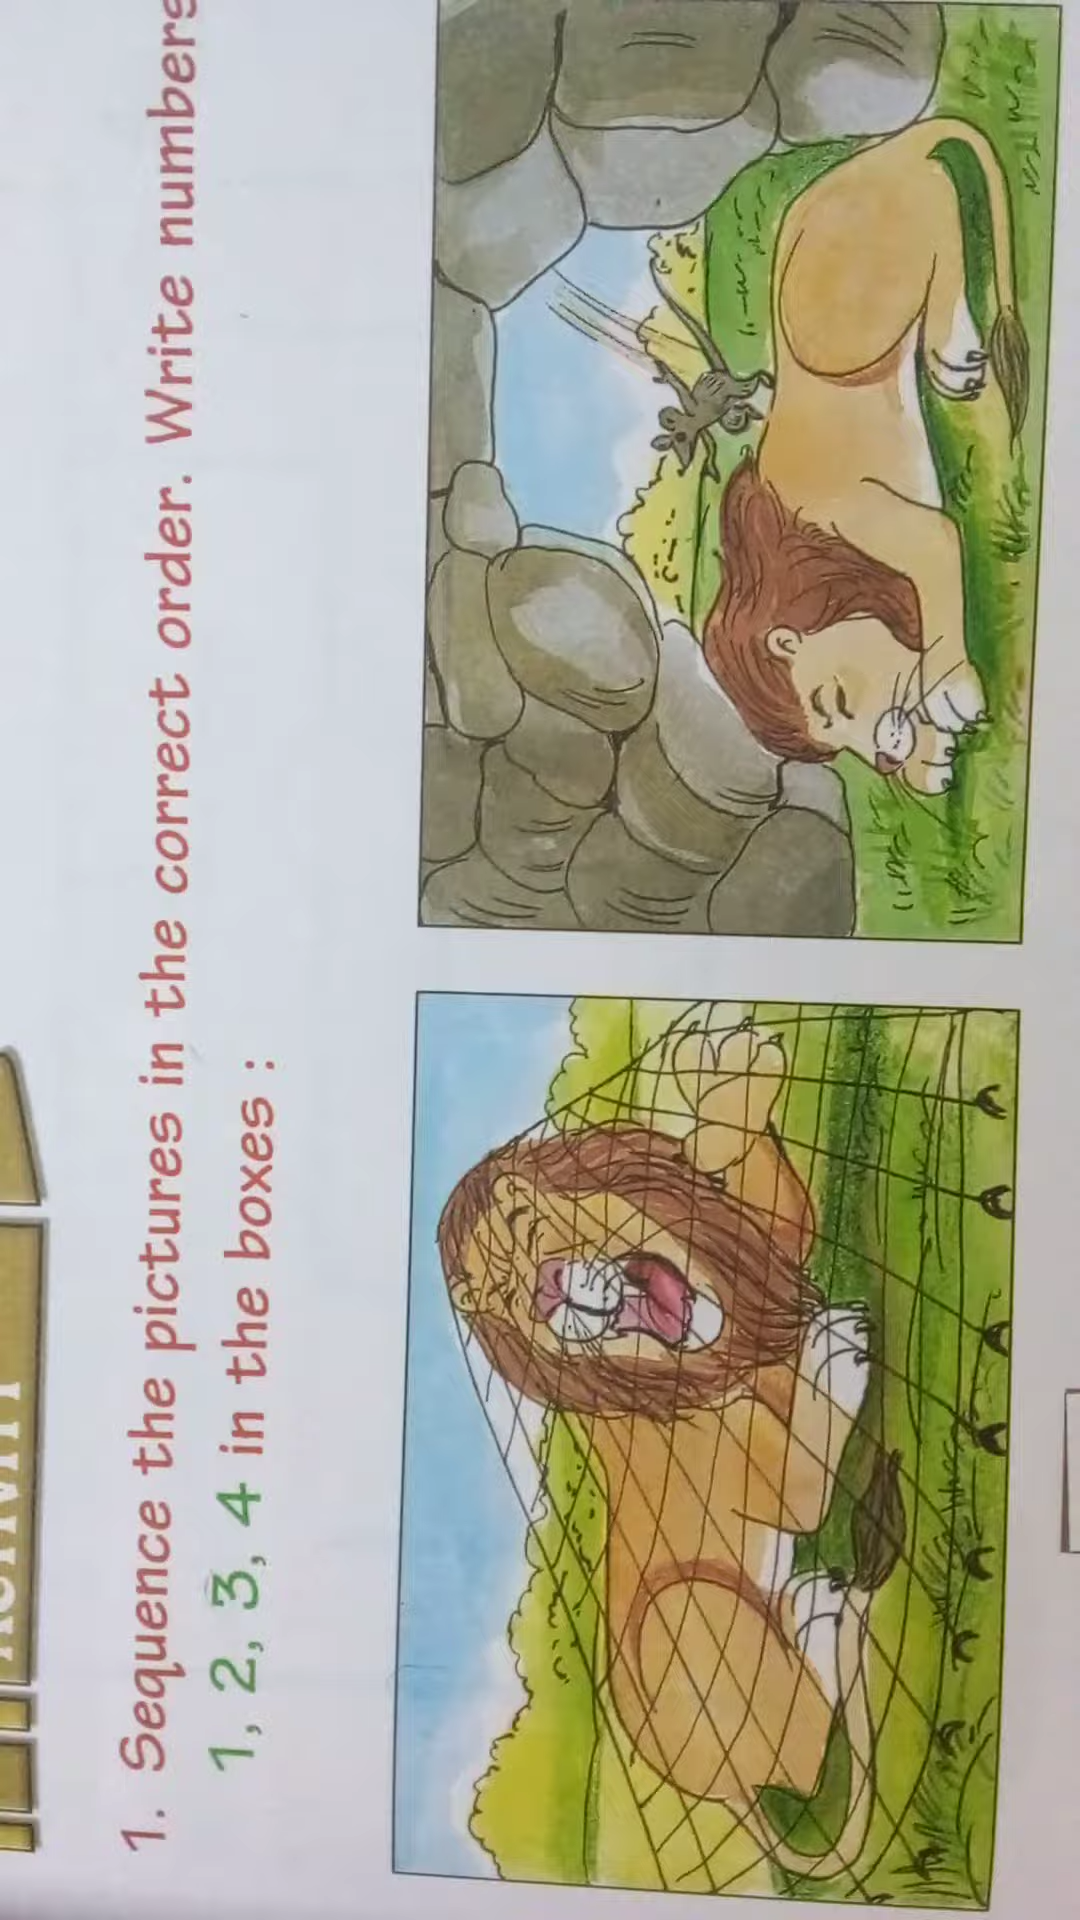 1. Sequence the pictures in the correct order. Write numbers
1, 2, 3, 4 in the boxes :